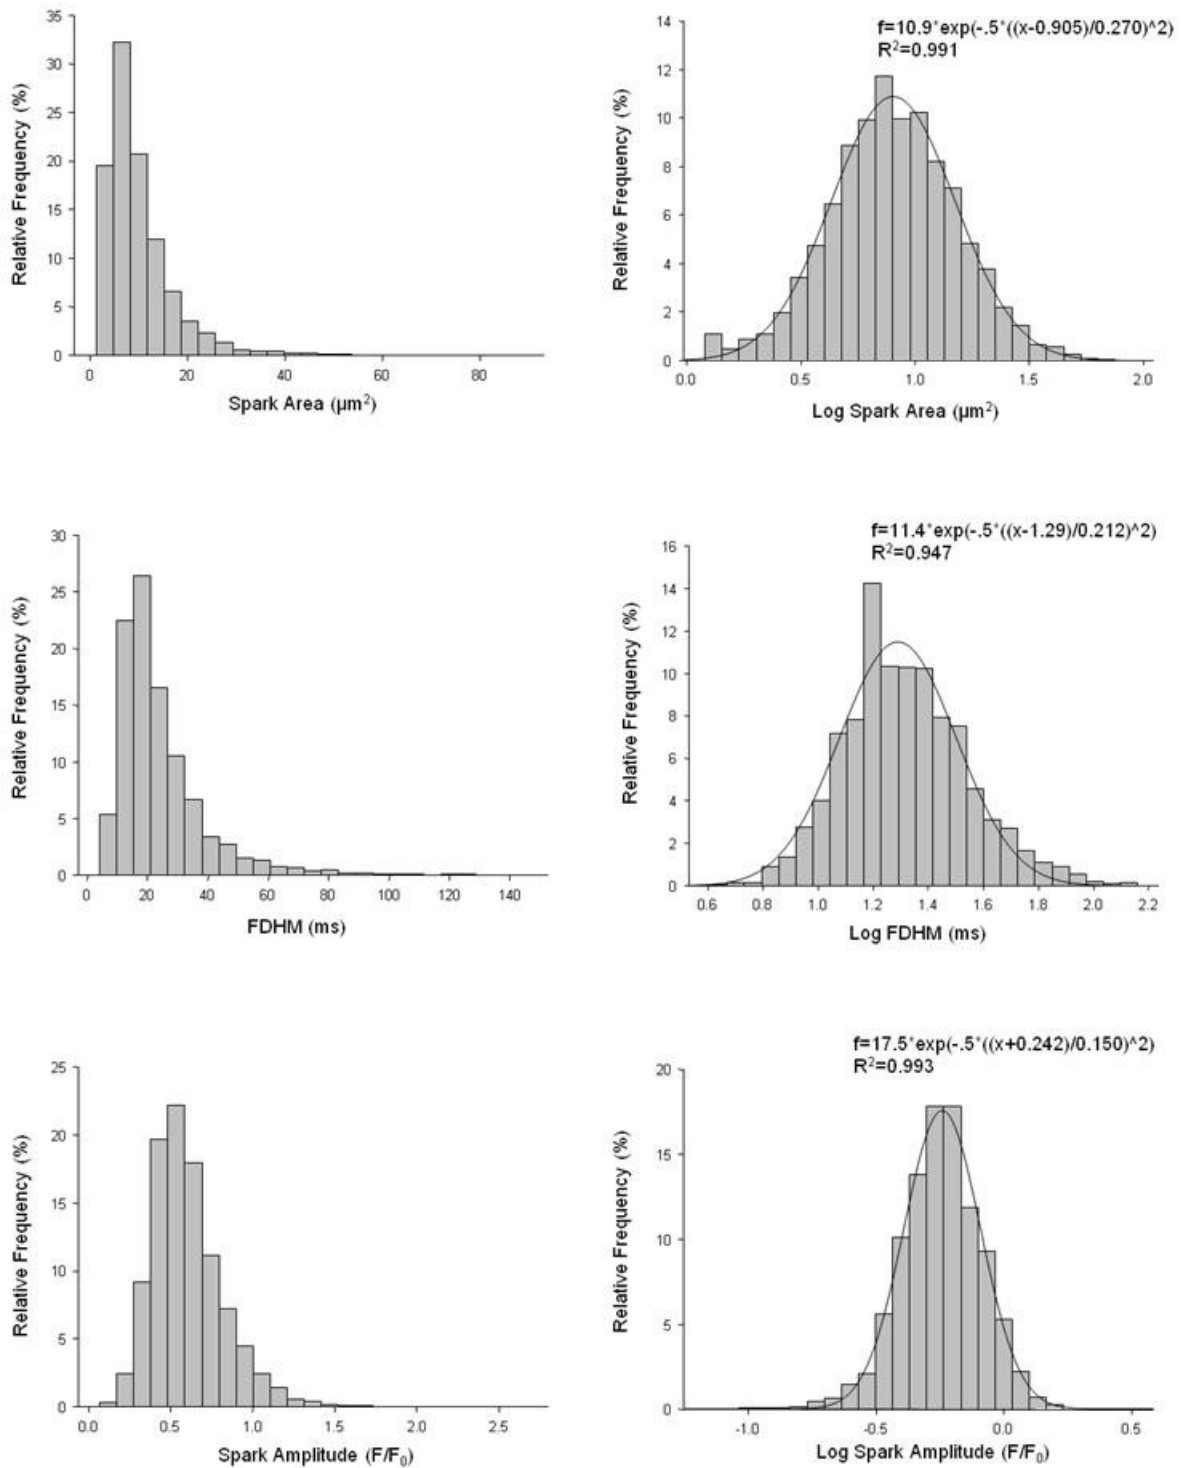 35
30
25
20
15
10
5
0
Relative Frequency (%)
0 20 40 60 80
Spark Area (µm²)
f=10.9*exp(-.5*((x-0.905)/0.270)^2)
R²=0.991
14
12
10
8
6
4
2
0
Relative Frequency (%)
0.0 0.5 1.0 1.5 2.0
Log Spark Area (µm²)
30
25
20
15
10
5
0
Relative Frequency (%)
0 20 40 60 80 100 120 140
FDHM (ms)
f=11.4*exp(-.5*((x-1.29)/0.212)^2)
R²=0.947
16
14
12
10
8
6
4
2
0
Relative Frequency (%)
0.6 0.8 1.0 1.2 1.4 1.6 1.8 2.0 2.2
Log FDHM (ms)
25
20
15
10
5
0
Relative Frequency (%)
0.0 0.5 1.0 1.5 2.0 2.5
Spark Amplitude (F/F₀)
f=17.5*exp(-.5*((x+0.242)/0.150)^2)
R²=0.993
20
15
10
5
0
Relative Frequency (%)
-1.0 -0.5 0.0 0.5
Log Spark Amplitude (F/F₀)